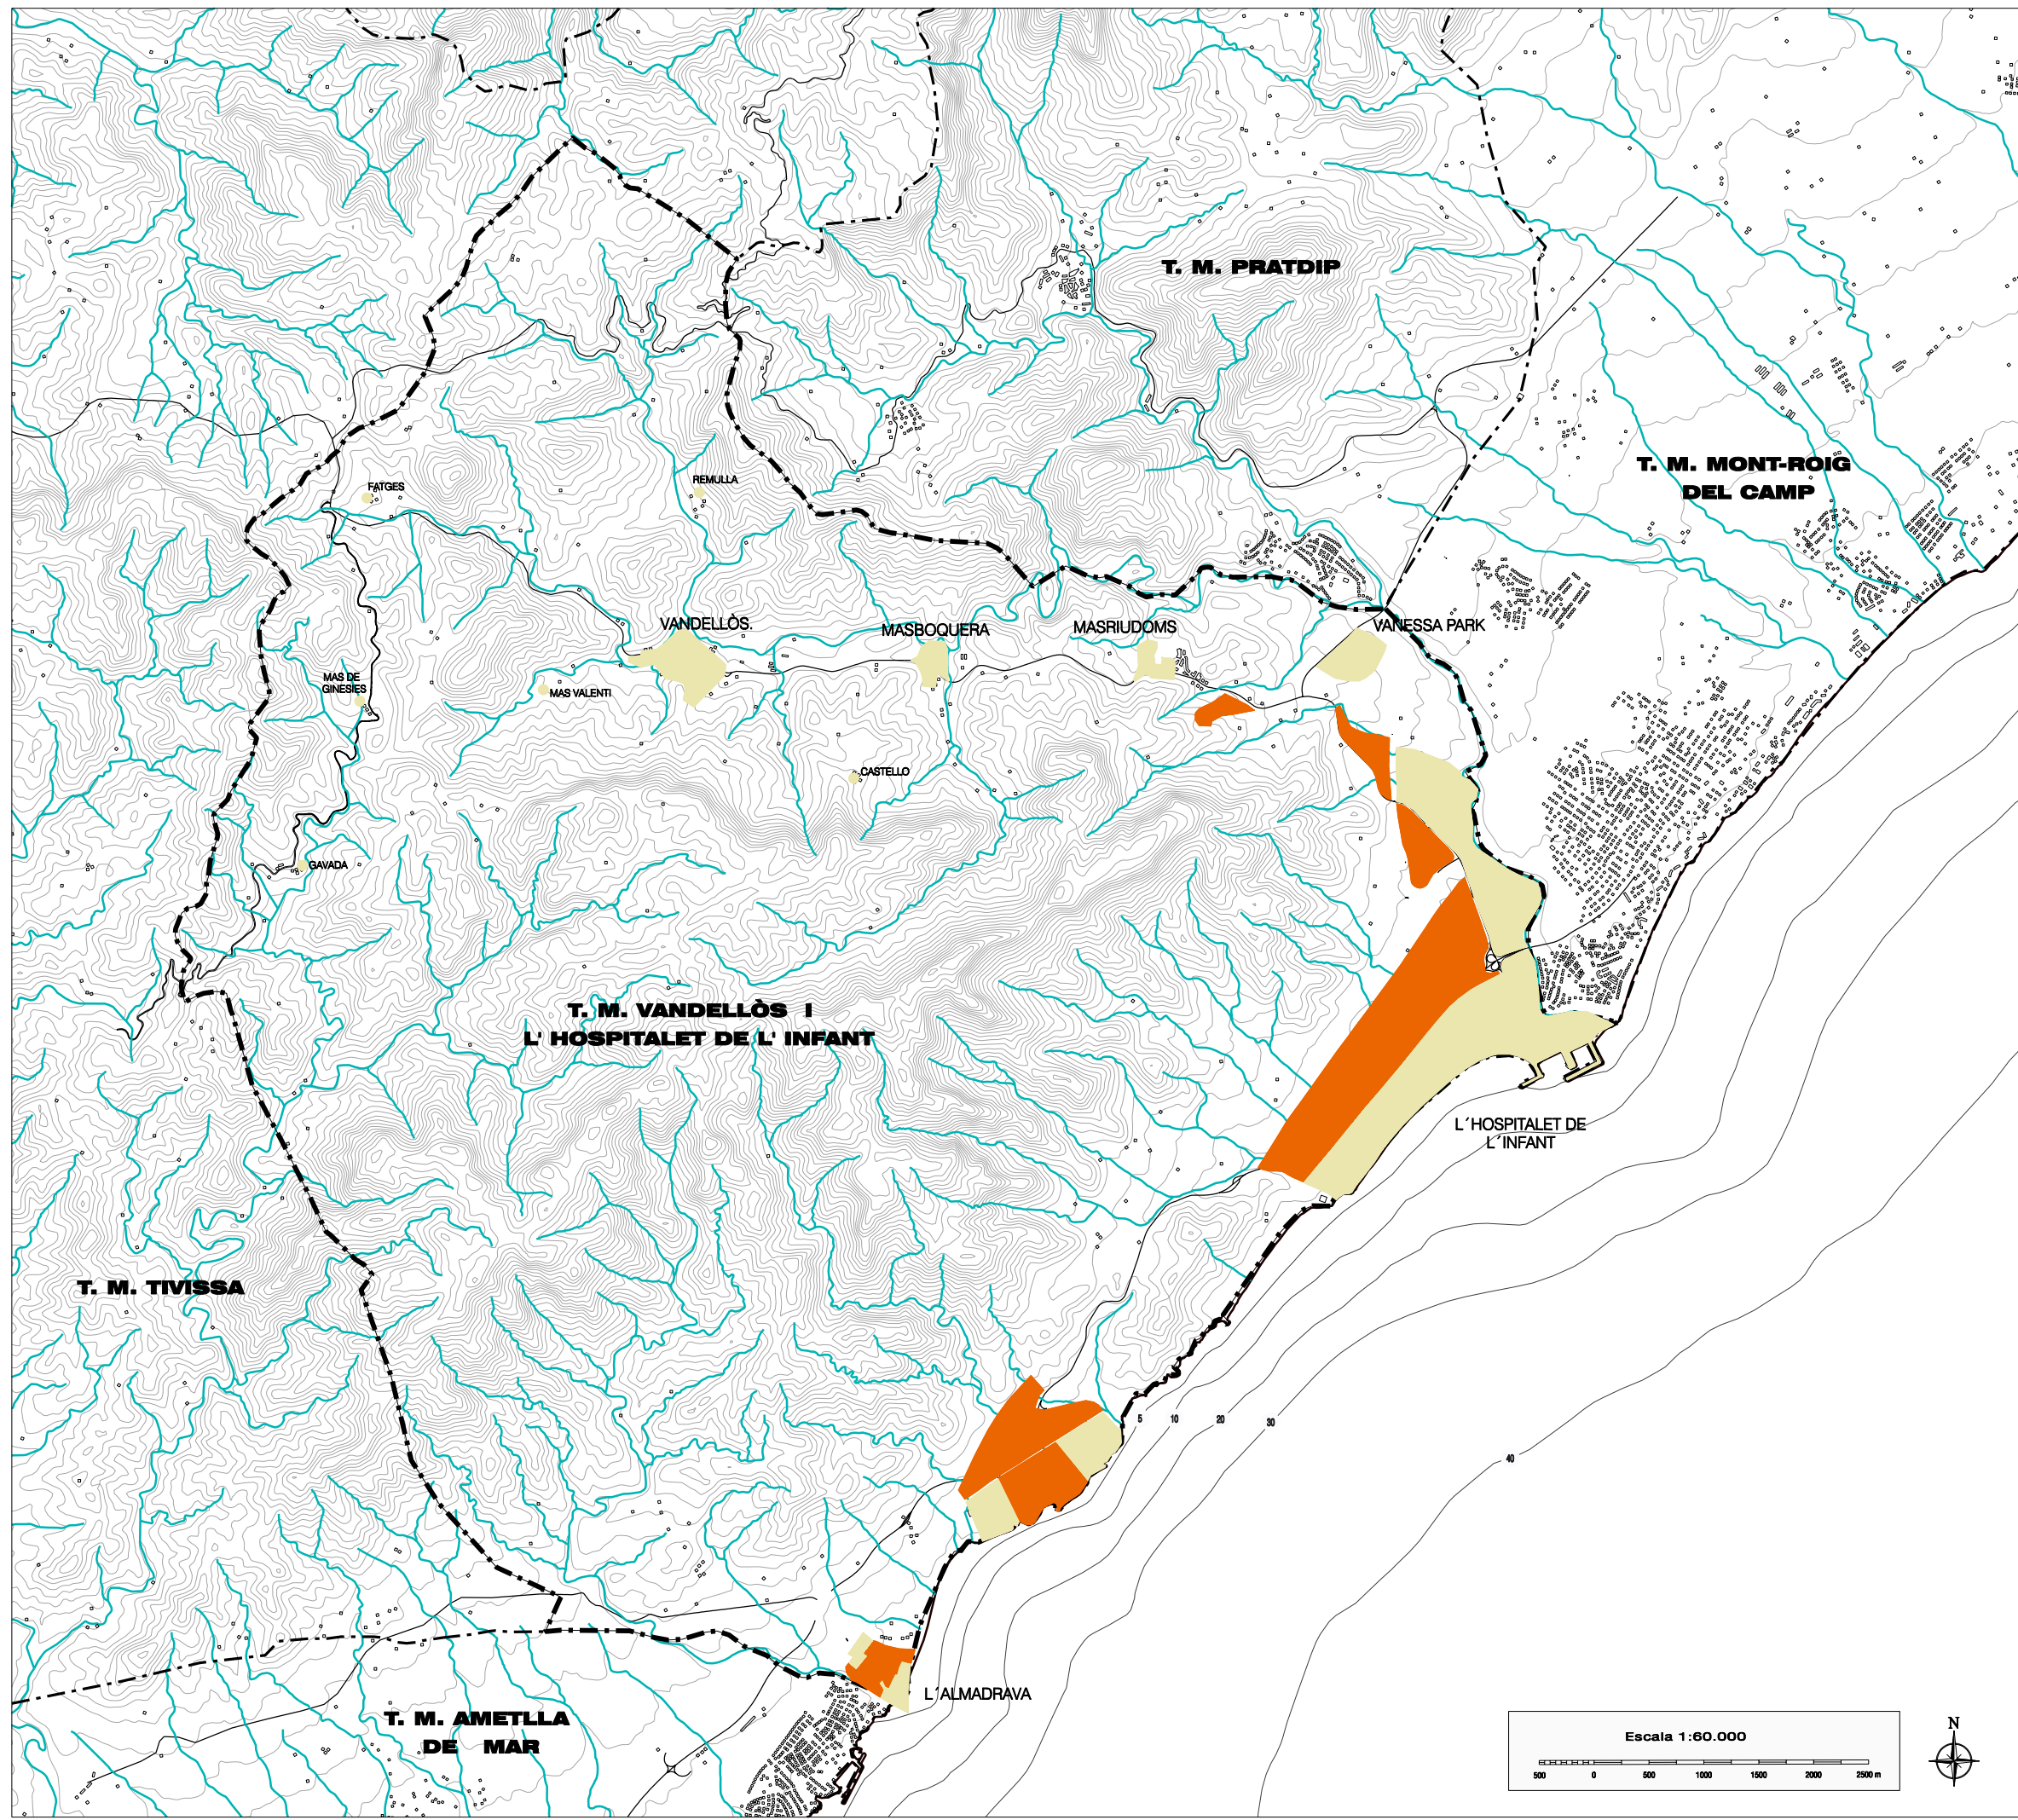 T. M. PRATDIP
T. M. MONT-ROIG
DEL CAMP
FATGES
REMULLA
VANDELLÒS.
MASBOQUERA
MASRIUDOMS
VANESSA PARK
MAS DE
GINESIES
MAS VALENTI
CASTELLO
GAVADA
T. M. VANDELLÒS I
L' HOSPITALET DE L' INFANT
L´HOSPITALET DE
L´INFANT
T. M. TIVISSA
5
10
20
30
40
L´ALMADRAVA
T. M. AMETLLA
DE MAR
Escala 1:60.000
500 0 500 1000 1500 2000 2500 m
N